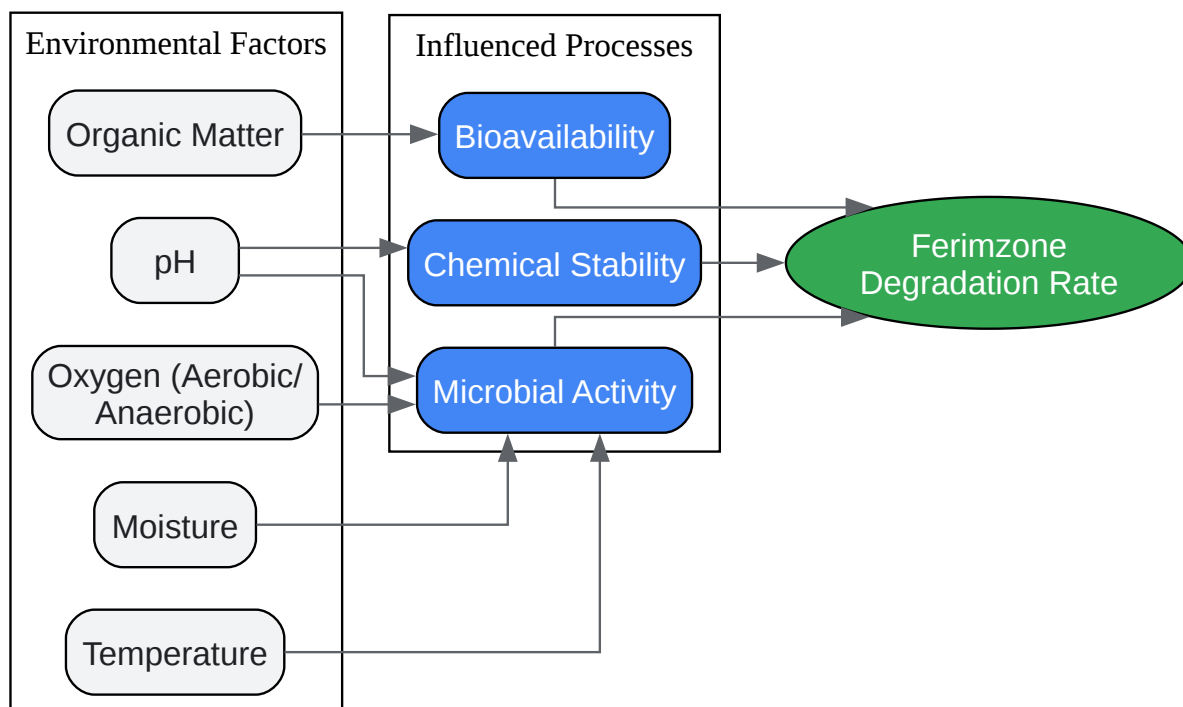 Environmental Factors
Organic Matter
pH
Oxygen (Aerobic/
Anaerobic)
Moisture
Temperature
Influenced Processes
Bioavailability
Chemical Stability
Microbial Activity
Ferimzone
Degradation Rate